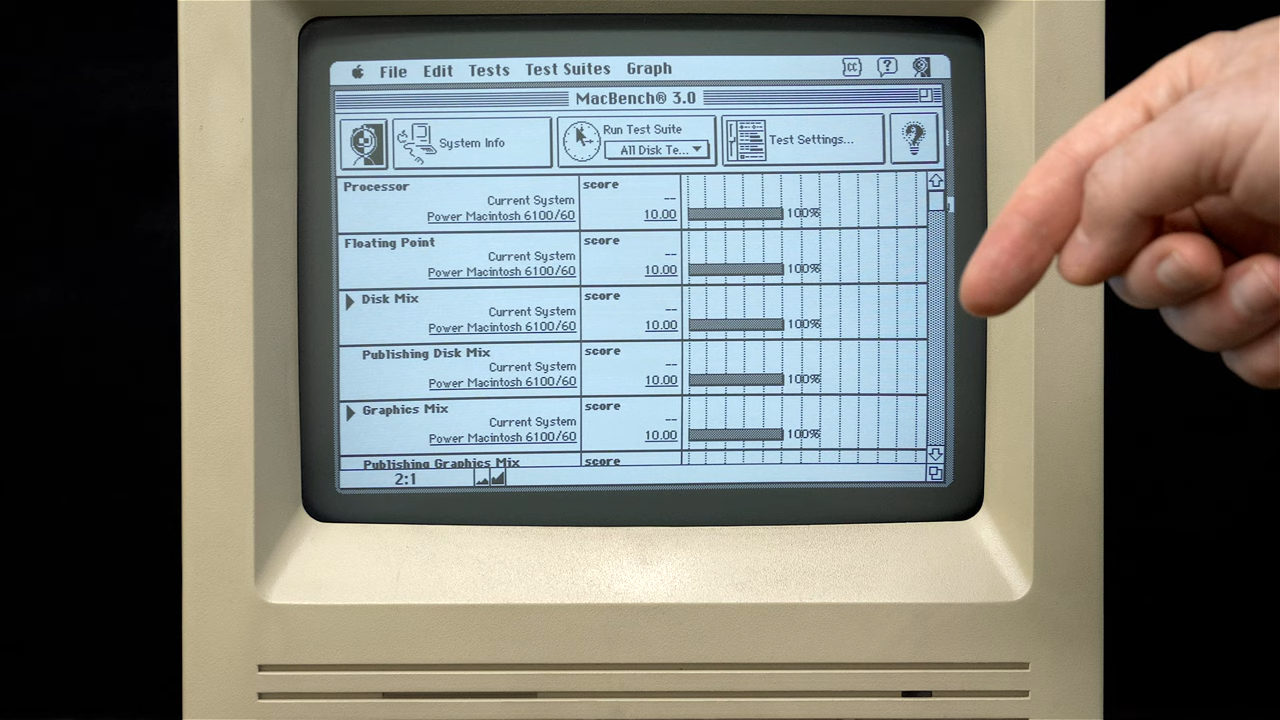 File Edit Tests Test Suites Graph
MacBench® 3.0
System Info
Run Test Suite
All Disk Te...
Test Settings...
Processor
score
Current System
--
Power Macintosh 6100/60
10.00
100%
Floating Point
score
Current System
--
Power Macintosh 6100/60
10.00
100%
Disk Mix
score
Current System
--
Power Macintosh 6100/60
10.00
100%
Publishing Disk Mix
score
Current System
--
Power Macintosh 6100/60
10.00
100%
Graphics Mix
score
Current System
--
Power Macintosh 6100/60
10.00
100%
Publishing Graphics Mix
score
2:1